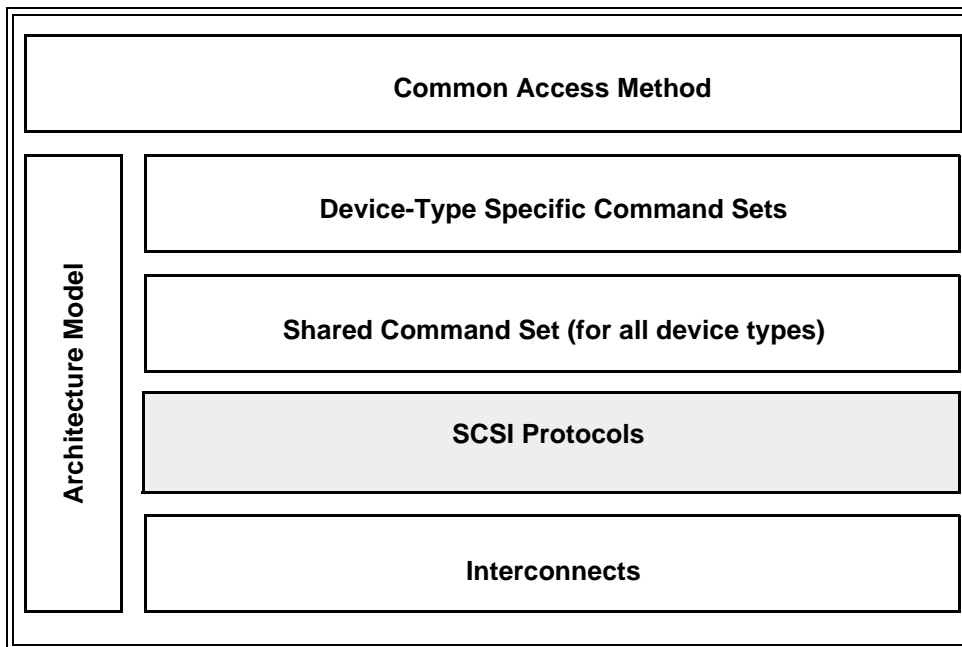 Common Access Method
Architecture Model
Device-Type Specific Command Sets
Shared Command Set (for all device types)
SCSI Protocols
Interconnects